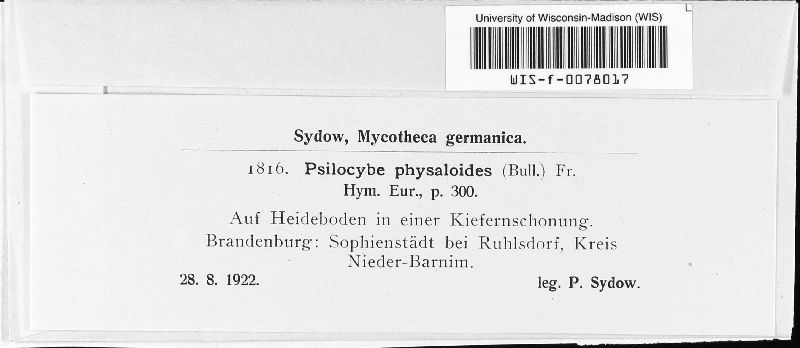 University of Wisconsin-Madison (WIS)
WIS-f-0078017
Sydow, Mycotheca germanica.
1816. Psilocybe physaloides (Bull.) Fr.
Hym. Eur., p. 300.
Auf Heideboden in einer Kiefernschonung.
Brandenburg: Sophienstädt bei Ruhlsdorf, Kreis
Nieder-Barnim.
28. 8. 1922.
leg. P. Sydow.